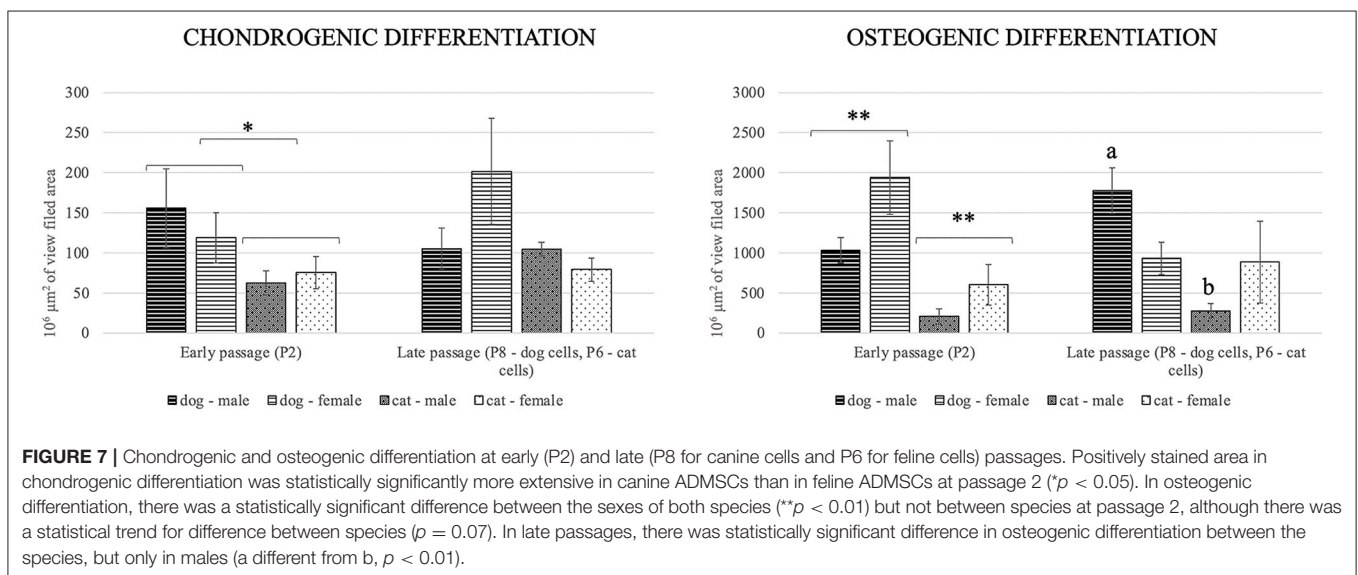 CHONDROGENIC DIFFERENTIATION
300
250
200
150
100
50
0
10⁶ µm² of view filed area
*
Early passage (P2)
Late passage (P8 - dog cells, P6 - cat
cells)
dog - male dog - female cat - male cat - female
OSTEOGENIC DIFFERENTIATION
3000
2500
2000
1500
1000
500
0
10⁶ µm² of view filed area
**
**
a
b
Early passage (P2)
Late passage (P8 - dog cells, P6 - cat
cells)
dog - male dog - female cat - male cat - female
FIGURE 7 | Chondrogenic and osteogenic differentiation at early (P2) and late (P8 for canine cells and P6 for feline cells) passages. Positively stained area in
chondrogenic differentiation was statistically significantly more extensive in canine ADMSCs than in feline ADMSCs at passage 2 (*p < 0.05). In osteogenic
differentiation, there was a statistically significant difference between the sexes of both species (**p < 0.01) but not between species at passage 2, although there was
a statistical trend for difference between species (p = 0.07). In late passages, there was statistically significant difference in osteogenic differentiation between the
species, but only in males (a different from b, p < 0.01).